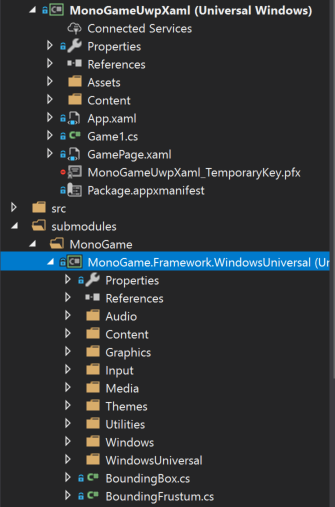 MonoGameUwpXaml (Universal Windows)
Connected Services
Properties
References
Assets
Content
App.xaml
Game1.cs
GamePage.xaml
MonoGameUwpXaml_TemporaryKey.pfx
Package.appxmanifest
src
submodules
MonoGame
MonoGame.Framework.WindowsUniversal (Ur
Properties
References
Audio
Content
Graphics
Input
Media
Themes
Utilities
Windows
WindowsUniversal
BoundingBox.cs
BoundingFrustum.cs